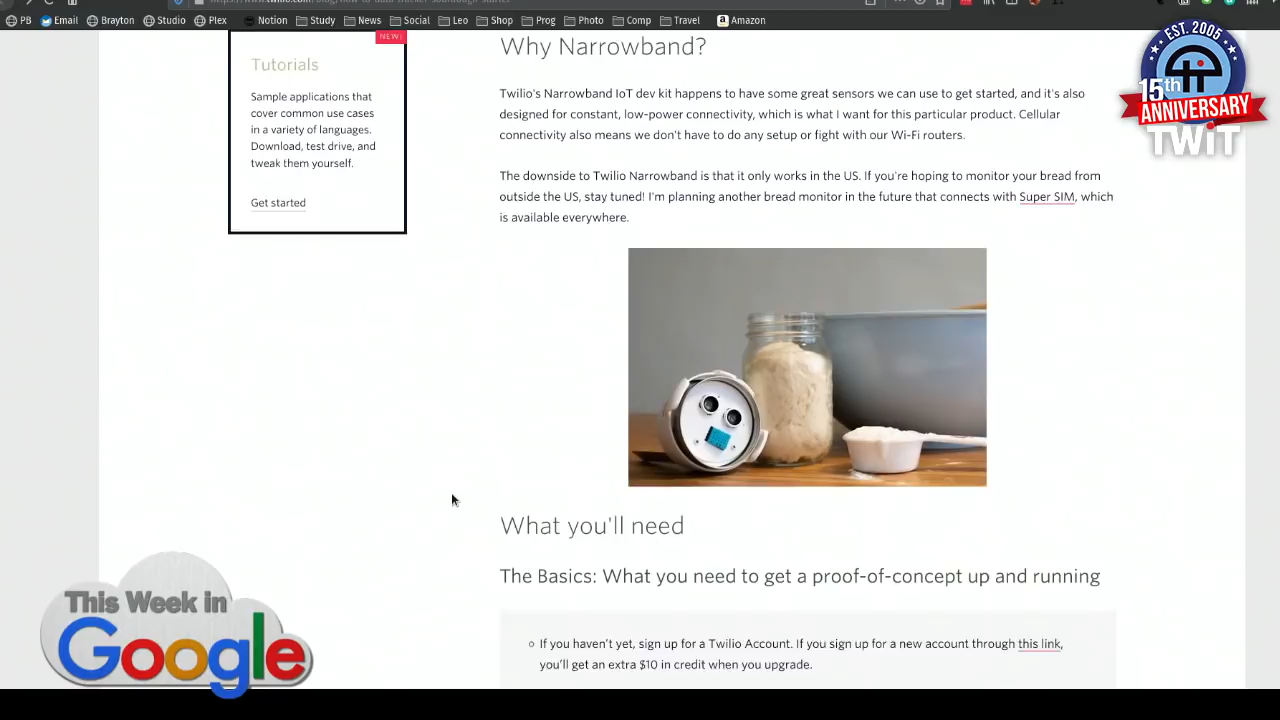 PB
Email
Brayton
Studio
Plex
Notion
Study
News
Social
Leo
Shop
Prog
Photo
Comp
Travel
Amazon
NEW!
Tutorials
Sample applications that
cover common use cases
in a variety of languages.
Download, test drive, and
tweak them yourself.
Get started
Why Narrowband?
Twilio's Narrowband IoT dev kit happens to have some great sensors we can use to get started, and it's also
designed for constant, low-power connectivity, which is what I want for this particular product. Cellular
connectivity also means we don't have to do any setup or fight with our Wi-Fi routers.
The downside to Twilio Narrowband is that it only works in the US. If you're hoping to monitor your bread from
outside the US, stay tuned! I'm planning another bread monitor in the future that connects with Super SIM, which
is available everywhere.
What you'll need
The Basics: What you need to get a proof-of-concept up and running
If you haven't yet, sign up for a Twilio Account. If you sign up for a new account through this link,
you'll get an extra $10 in credit when you upgrade.
EST. 2005
15th
ANNIVERSARY
TWiT
This Week in
Google